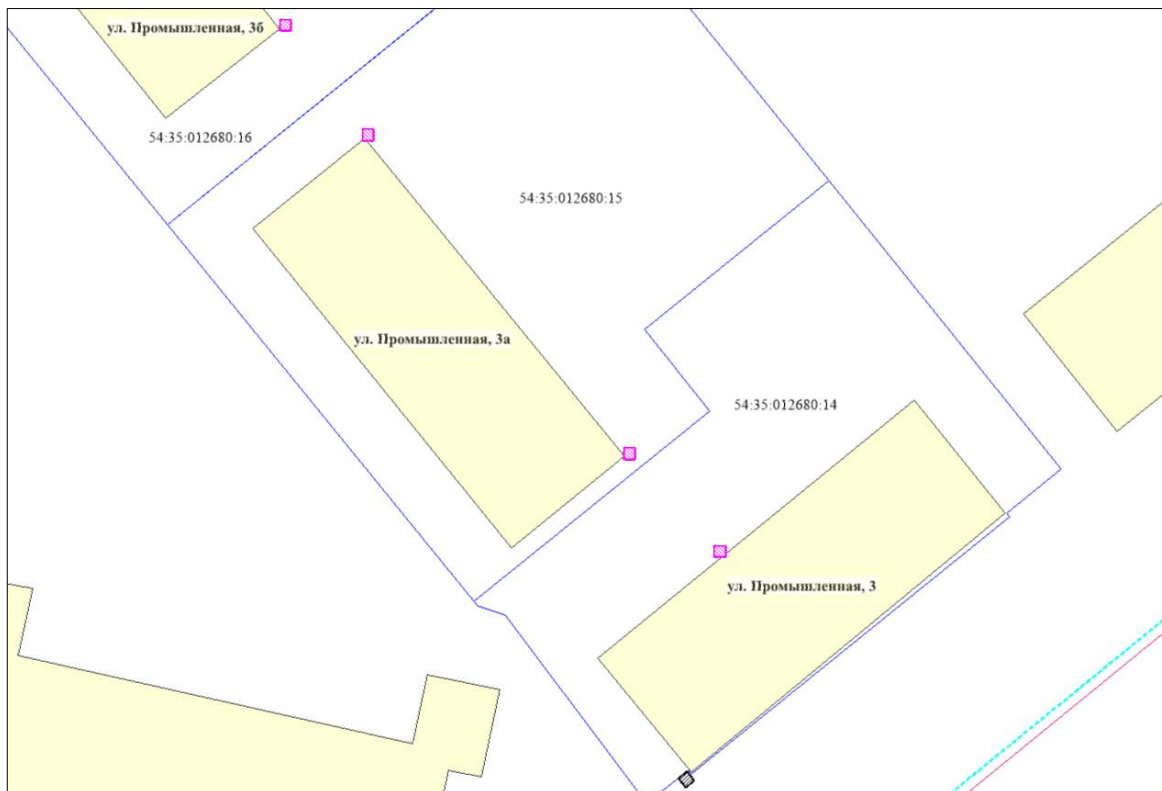 ул. Промышленная, 3б
54:35:012680:16
54:35:012680:15
ул. Промышленная, 3а
54:35:012680:14
ул. Промышленная, 3